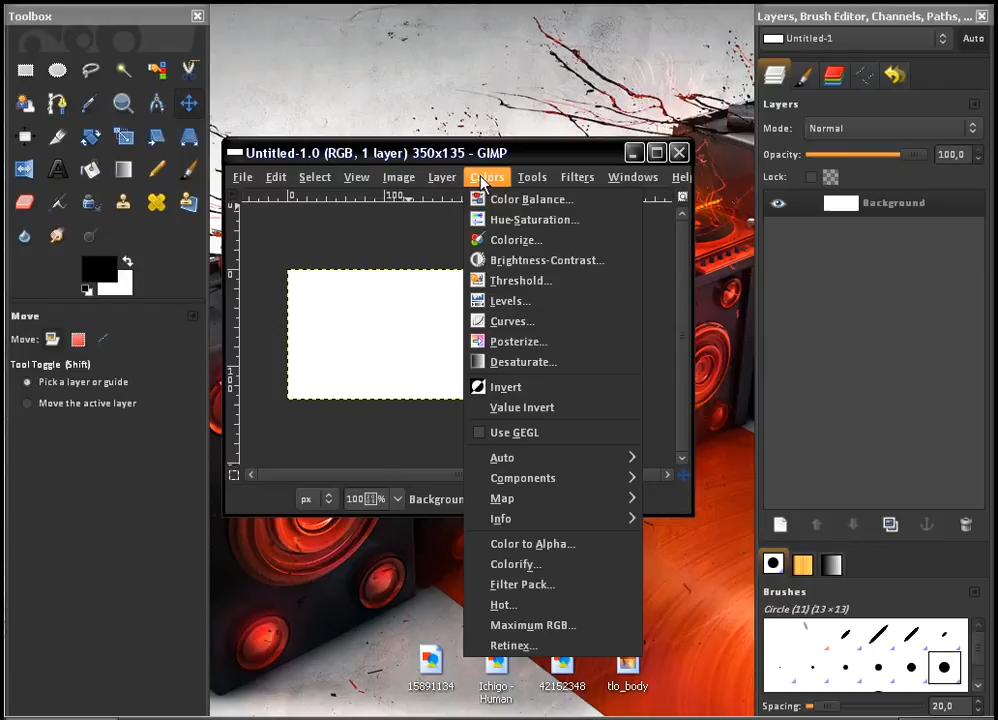 Toolbox
Move
Move:
Tool Toggle (Shift)
Pick a layer or guide
Move the active layer
Untitled-1.0 (RGB, 1 layer) 350x135 - GIMP
File Edit Select View Image Layer Colors Tools Filters Windows Help
0 100
0
100
Color Balance...
Hue-Saturation...
Colorize...
Brightness-Contrast...
Threshold...
Levels...
Curves...
Posterize...
Desaturate...
Invert
Value Invert
Use GEGL
Auto
Components
Map
Info
Color to Alpha...
Colorify...
Filter Pack...
Hot...
Maximum RGB...
Retinex...
px 100 % Backgroun
15891134
Ichigo - Human
42152348
tlo_body
Layers, Brush Editor, Channels, Paths, ...
Untitled-1 Auto
Layers
Mode: Normal
Opacity: 100,0
Lock:
Background
Brushes
Circle (11) (13 × 13)
Spacing: 20,0